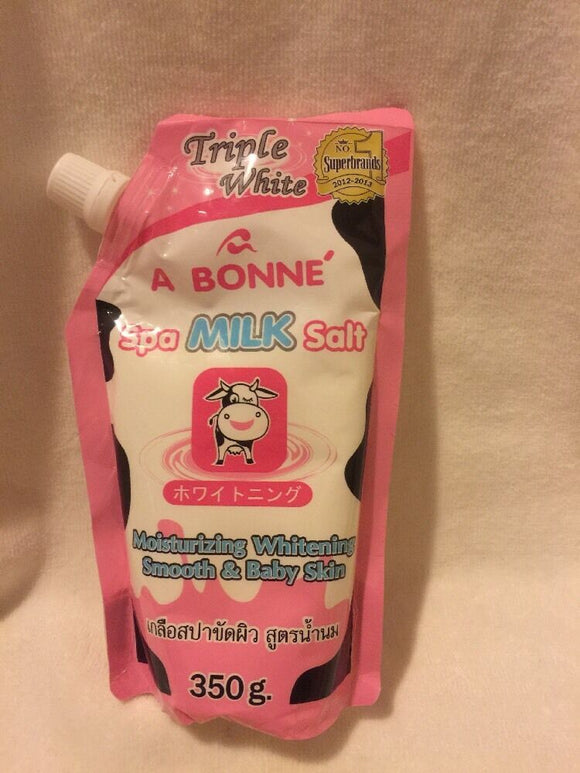 Triple
White
NO. 1
Superbrands
2012-2013
A BONNÉ
Spa MILK Salt
ホワイトニング
Moisturizing Whitening
Smooth & Baby Skin
เกลือสปาขัดผิว สูตรน้ำนม
350 g.